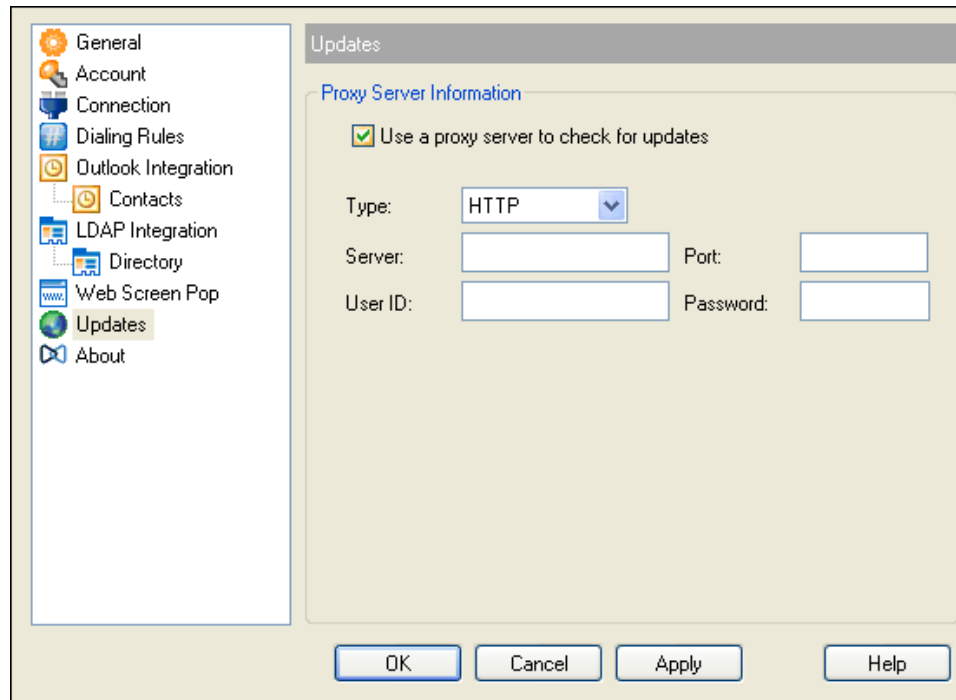 General
Account
Connection
Dialing Rules
Outlook Integration
Contacts
LDAP Integration
Directory
www.
Web Screen Pop
Updates
About
Updates
Proxy Server Information
Use a proxy server to check for updates
Type: HTTP
Server: Port:
User ID: Password:
OK Cancel Apply Help